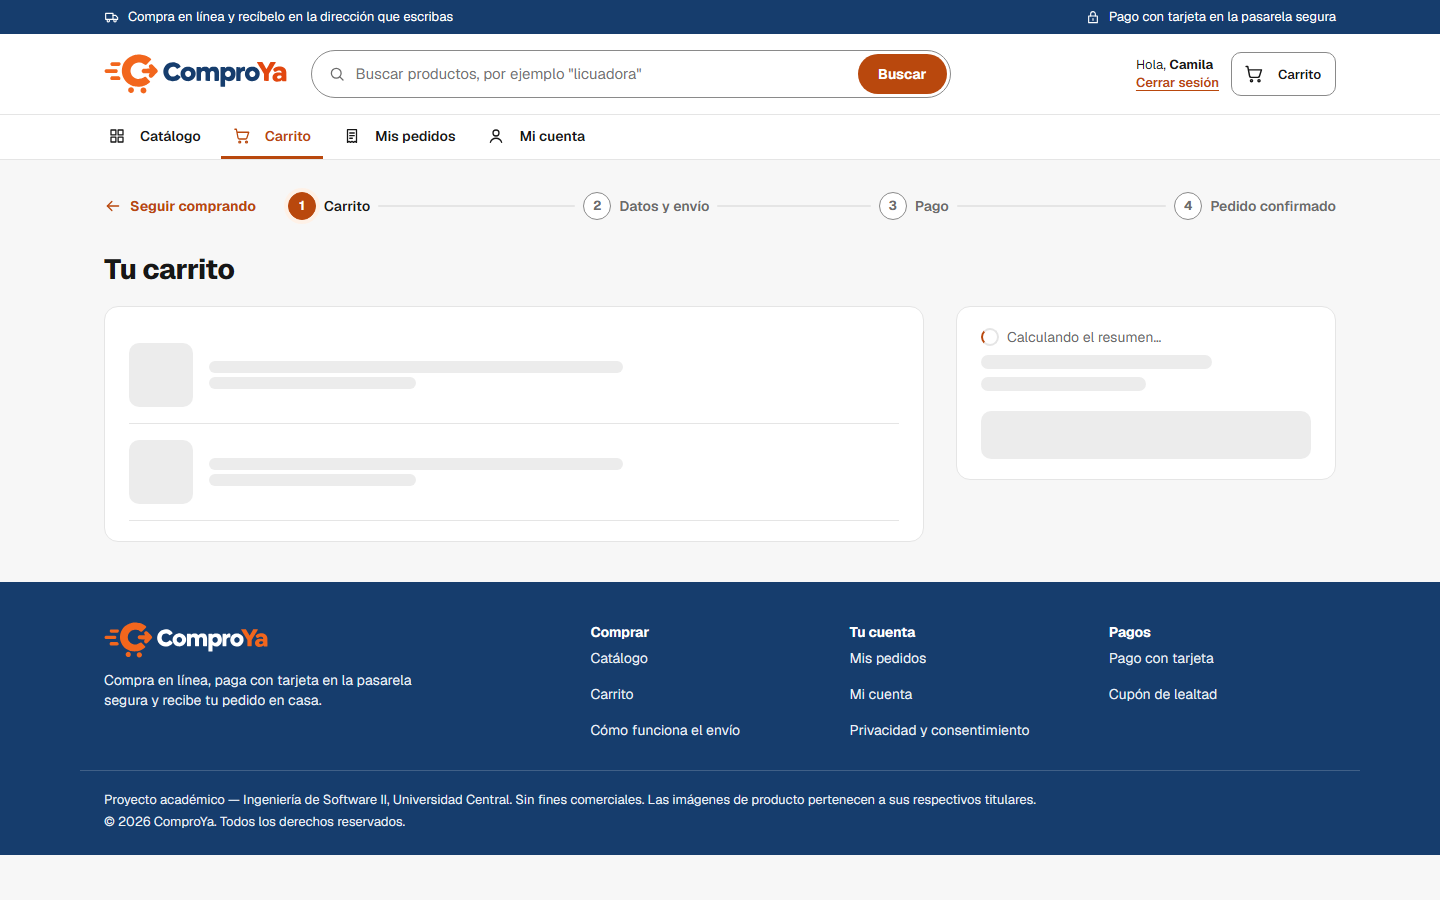 Compra en línea y recíbelo en la dirección que escribas
Pago con tarjeta en la pasarela segura
ComproYa
Buscar productos, por ejemplo "licuadora"
Buscar
Hola, Camila
Cerrar sesión
Carrito
Catálogo
Carrito
Mis pedidos
Mi cuenta
Seguir comprando
1 Carrito
2 Datos y envío
3 Pago
4 Pedido confirmado
Tu carrito
Calculando el resumen…
ComproYa
Compra en línea, paga con tarjeta en la pasarela
segura y recibe tu pedido en casa.
Comprar
Catálogo
Carrito
Cómo funciona el envío
Tu cuenta
Mis pedidos
Mi cuenta
Privacidad y consentimiento
Pagos
Pago con tarjeta
Cupón de lealtad
Proyecto académico — Ingeniería de Software II, Universidad Central. Sin fines comerciales. Las imágenes de producto pertenecen a sus respectivos titulares.
© 2026 ComproYa. Todos los derechos reservados.